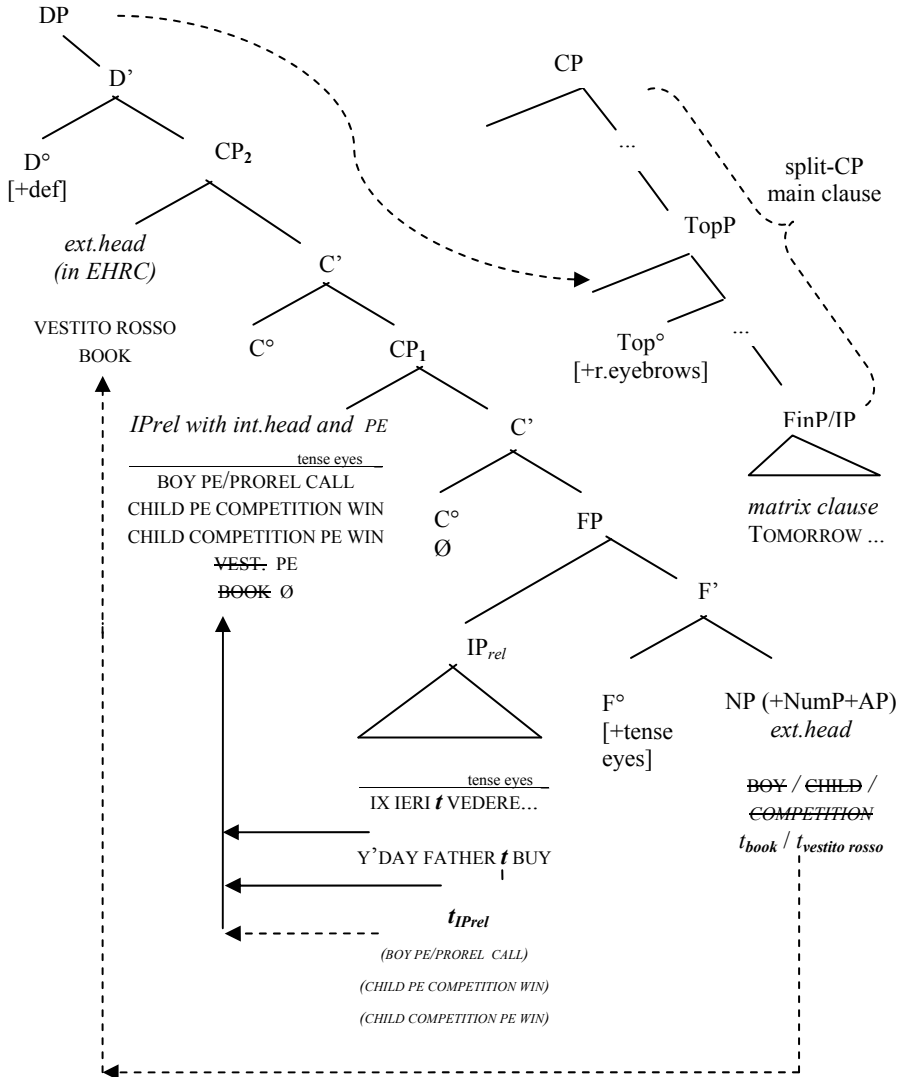 DP
D’
CP
D°
[+def]
CP2
...
split-CP
main clause
ext.head
(in EHRC)
C’
TopP
VESTITO ROSSO
BOOK
C°
CP1
Top°
[+r.eyebrows]
...
IPrel with int.head and PE
C’
FinP/IP
tense eyes
BOY PE/PROREL CALL
CHILD PE COMPETITION WIN
CHILD COMPETITION PE WIN
VEST. PE
BOOK Ø
C°
Ø
FP
matrix clause
TOMORROW ...
F’
IPrel
F°
[+tense
eyes]
NP (+NumP+AP)
ext.head
tense eyes
IX IERI t VEDERE...
BOY / CHILD /
COMPETITION
tbook / tvestito rosso
Y’DAY FATHER t BUY
tIPrel
(BOY PE/PROREL CALL)
(CHILD PE COMPETITION WIN)
(CHILD COMPETITION PE WIN)